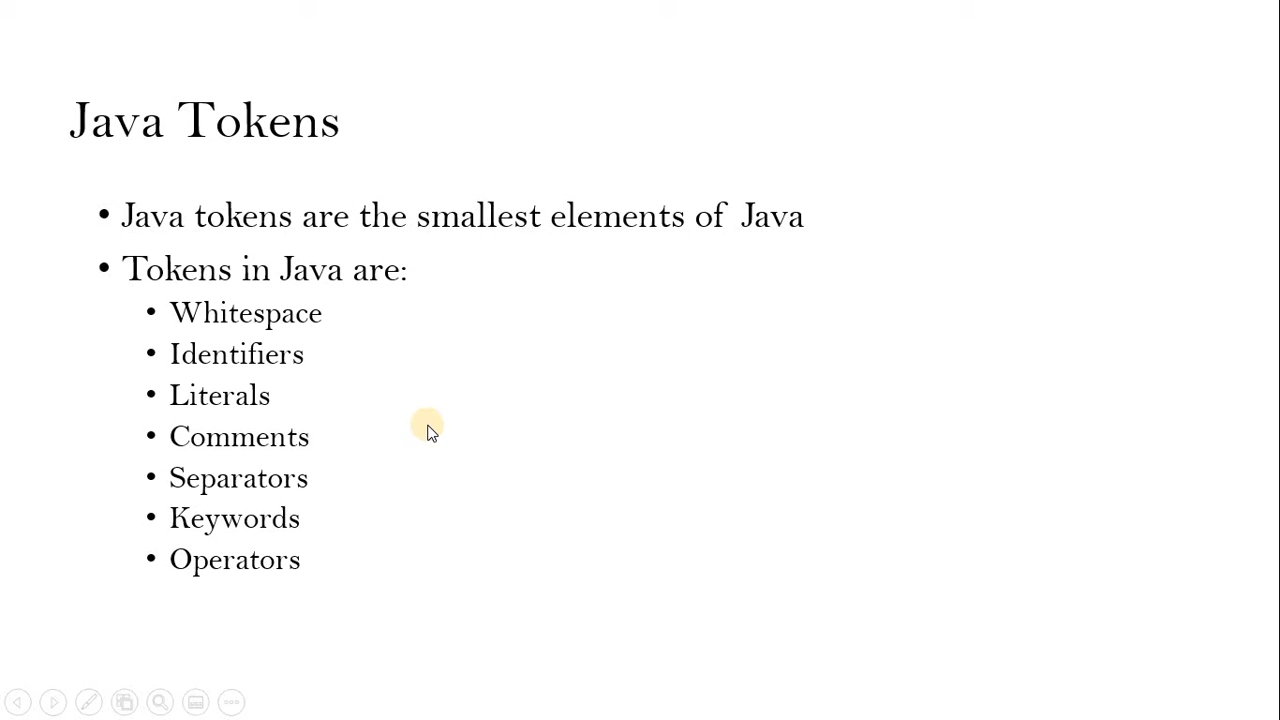 Java Tokens
• Java tokens are the smallest elements of Java
• Tokens in Java are:
• Whitespace
• Identifiers
• Literals
• Comments
• Separators
• Keywords
• Operators